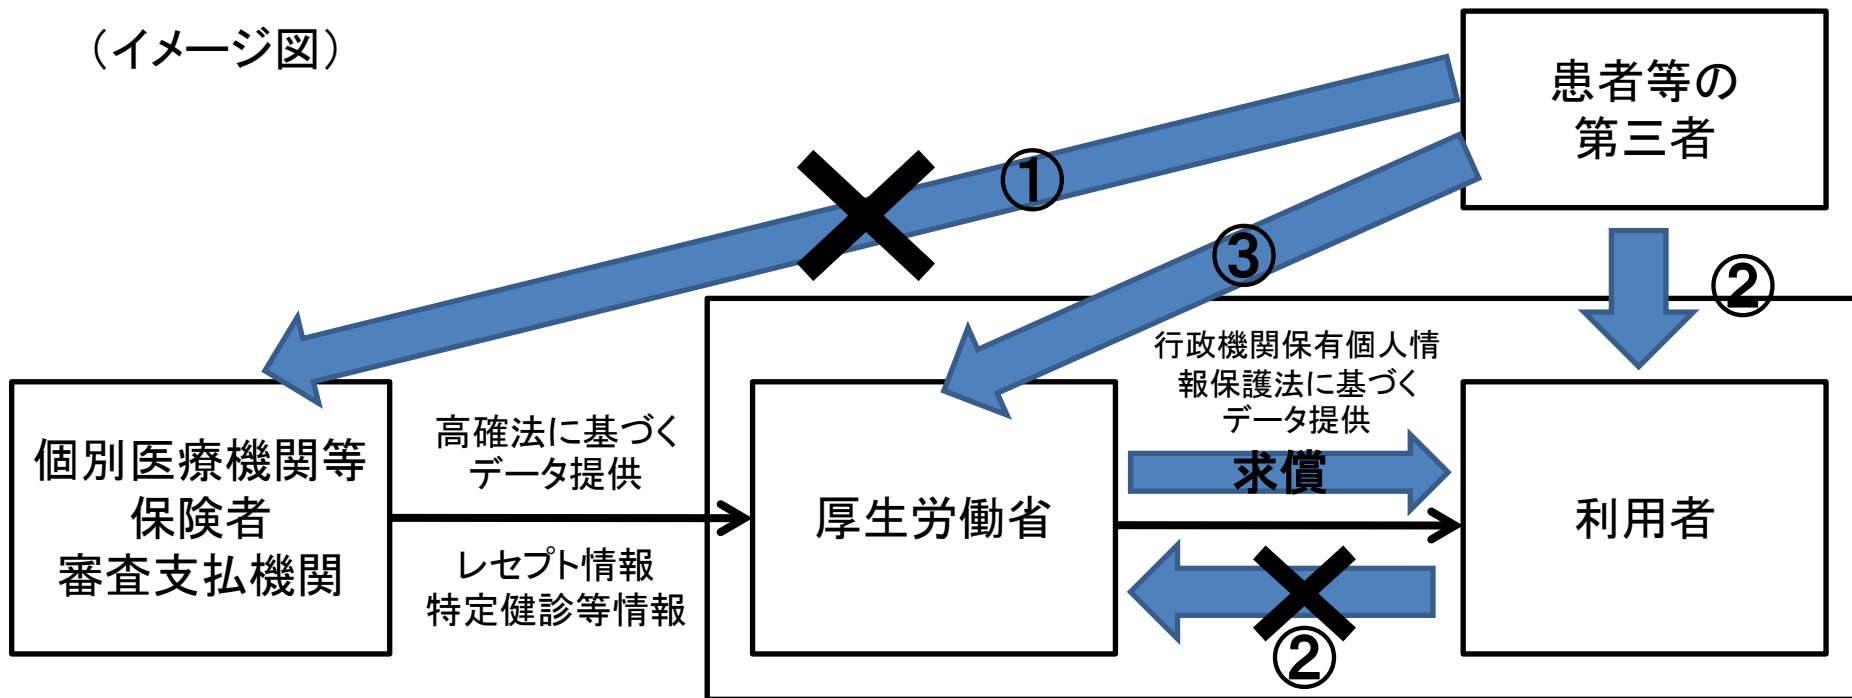 （イメージ図）
患者等の
第三者
①
③
②
行政機関保有個人情
報保護法に基づく
データ提供
高確法に基づく
データ提供
求償
個別医療機関等
保険者
審査支払機関
厚生労働省
利用者
レセプト情報
特定健診等情報
②